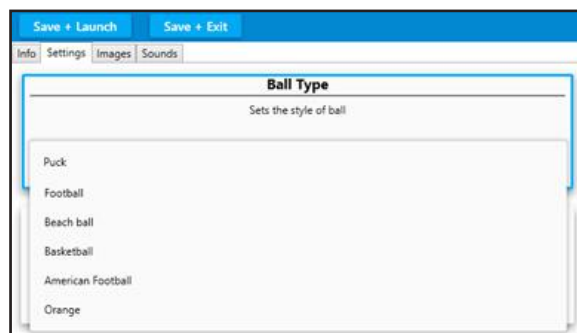 Save + Launch Save + Exit
Info Settings Images Sounds
Ball Type
Sets the style of ball
Puck
Football
Beach ball
Basketball
American Football
Orange